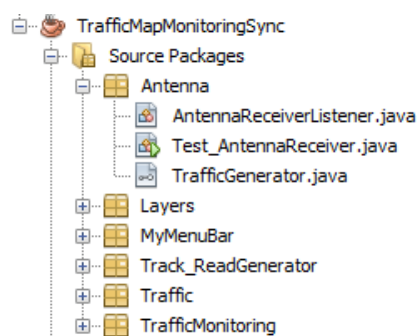 TrafficMapMonitoringSync
Source Packages
Antenna
AntennaReceiverListener.java
Test_AntennaReceiver.java
TrafficGenerator.java
Layers
MyMenuBar
Track_ReadGenerator
Traffic
TrafficMonitoring